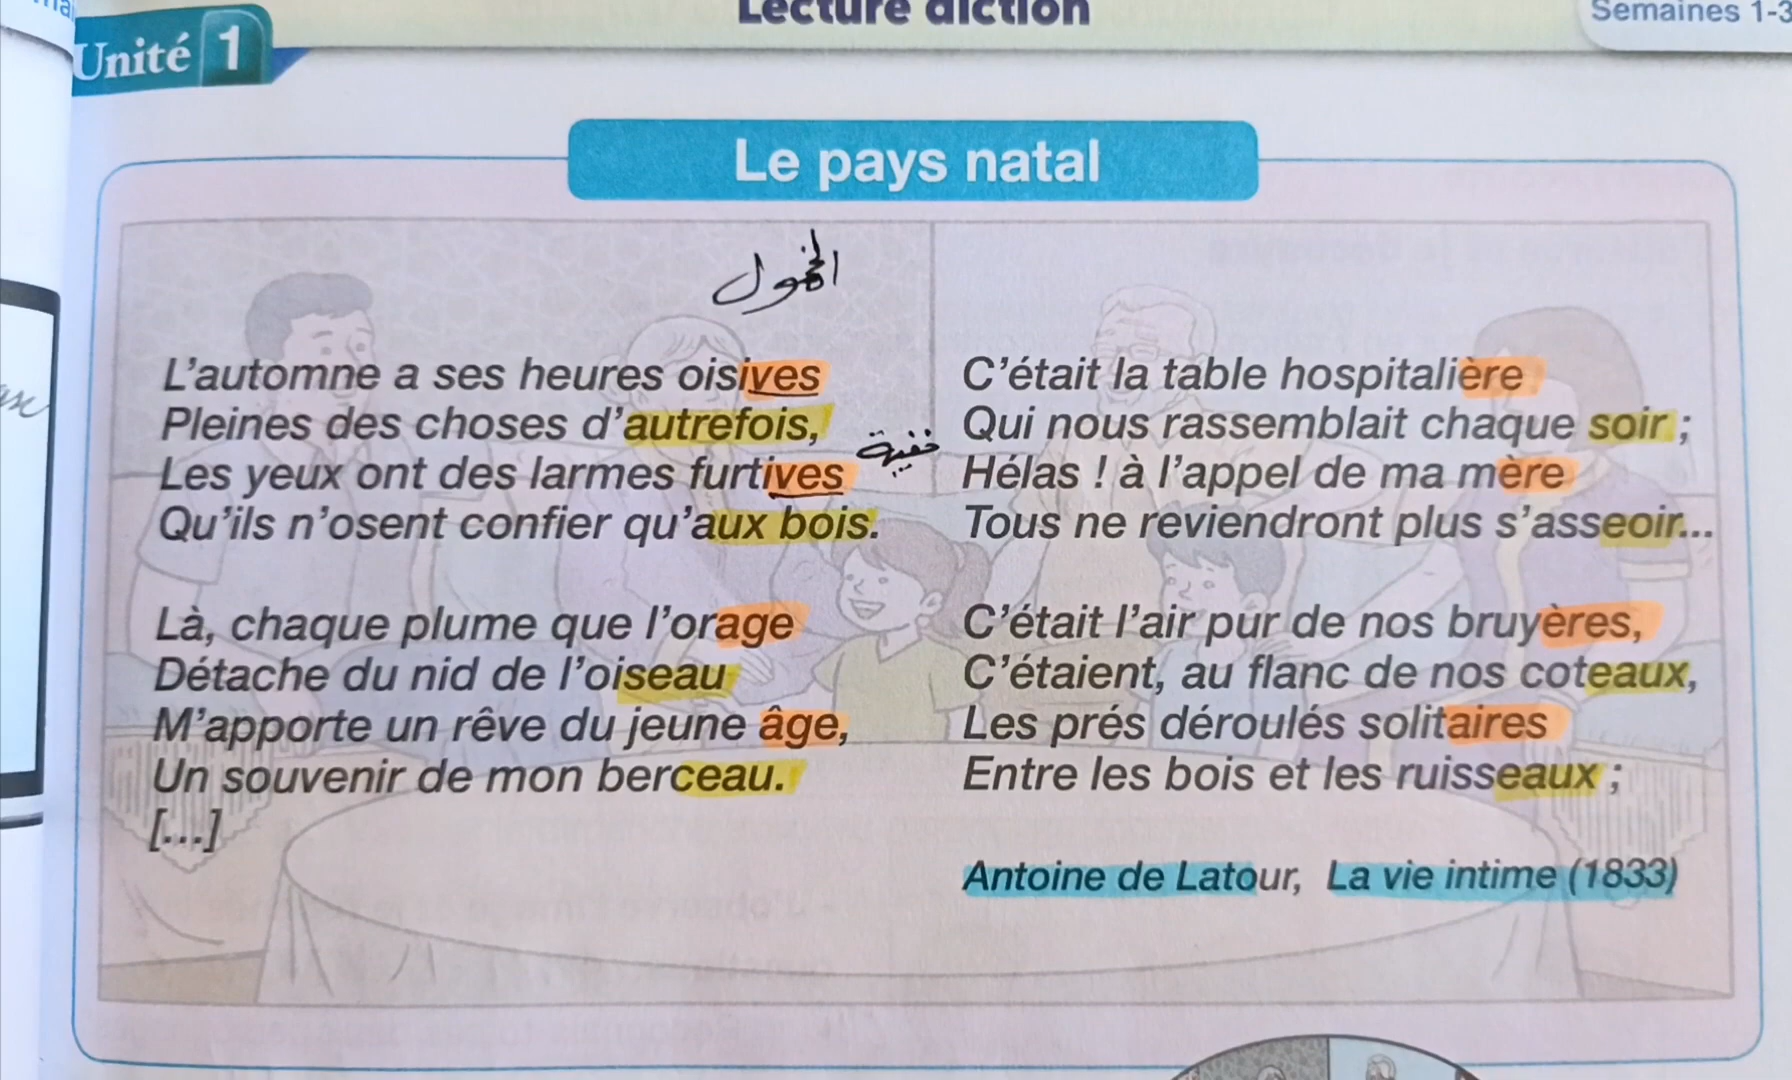 Lecture diction
Semaines 1-3
Unité 1
Le pays natal
الخمول
L'automne a ses heures oisives
Pleines des choses d'autrefois,
Les yeux ont des larmes furtives
خفية
Qu'ils n'osent confier qu'aux bois.
Là, chaque plume que l'orage
Détache du nid de l'oiseau
M'apporte un rêve du jeune âge,
Un souvenir de mon berceau.
[...]
C'était la table hospitalière
Qui nous rassemblait chaque soir ;
Hélas ! à l'appel de ma mère
Tous ne reviendront plus s'asseoir...
C'était l'air pur de nos bruyères,
C'étaient, au flanc de nos coteaux,
Les prés déroulés solitaires
Entre les bois et les ruisseaux ;
Antoine de Latour, La vie intime (1833)